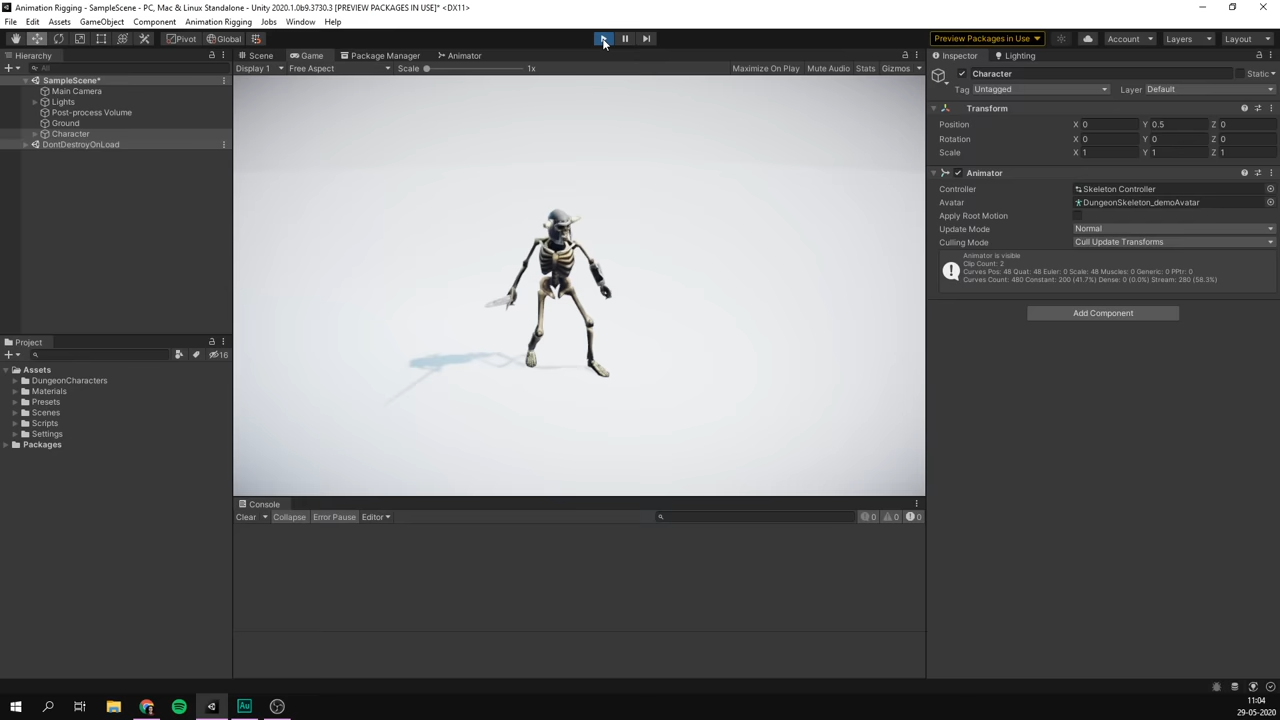 Animation Rigging - SampleScene - PC, Mac & Linux Standalone - Unity 2020.1.0b9.3730.3 [PREVIEW PACKAGES IN USE]* <DX11>
File Edit Assets GameObject Component Animation Rigging Jobs Window Help
Pivot Global Preview Packages in Use Account Layers Layout
Hierarchy
All
SampleScene*
Main Camera
Lights
Post-process Volume
Ground
Character
DontDestroyOnLoad
Scene Game Package Manager Animator
Display 1 Free Aspect Scale 1x Maximize On Play Mute Audio Stats Gizmos
Inspector Lighting
Character Static
Tag Untagged Layer Default
Transform
Position X 0 Y 0.5 Z 0
Rotation X 0 Y 0 Z 0
Scale X 1 Y 1 Z 1
Animator
Controller Skeleton Controller
Avatar DungeonSkeleton_demoAvatar
Apply Root Motion
Update Mode Normal
Culling Mode Cull Update Transforms
Animator is visible
Clip Count: 2
Curves Pos: 48 Quat: 48 Euler: 0 Scale: 48 Muscles: 0 Generic: 0 PPtr: 0
Curves Count: 480 Constant: 200 (41.7%) Dense: 0 (0.0%) Stream: 280 (58.3%)
Add Component
Project
16
Assets
DungeonCharacters
Materials
Presets
Scenes
Scripts
Settings
Packages
Console
Clear Collapse Error Pause Editor 0 0 0
Au
11:04
29-05-2020